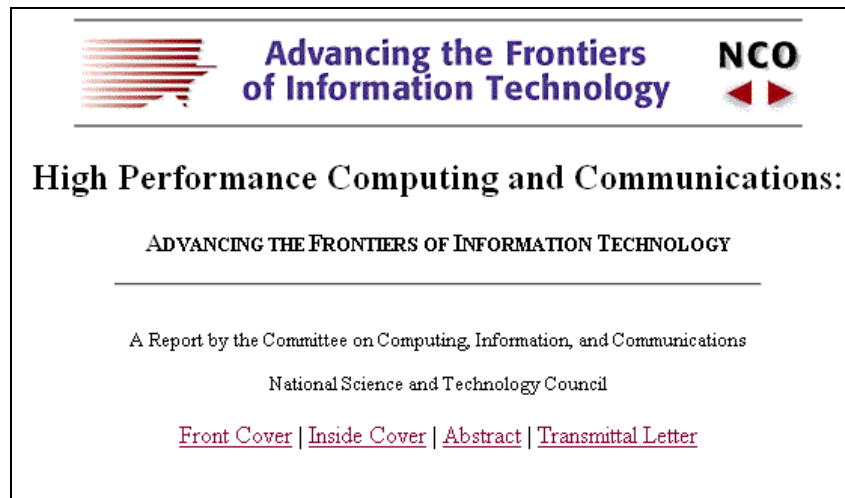 Advancing the Frontiers
of Information Technology
NCO
High Performance Computing and Communications:
ADVANCING THE FRONTIERS OF INFORMATION TECHNOLOGY
A Report by the Committee on Computing, Information, and Communications
National Science and Technology Council
Front Cover | Inside Cover | Abstract | Transmittal Letter